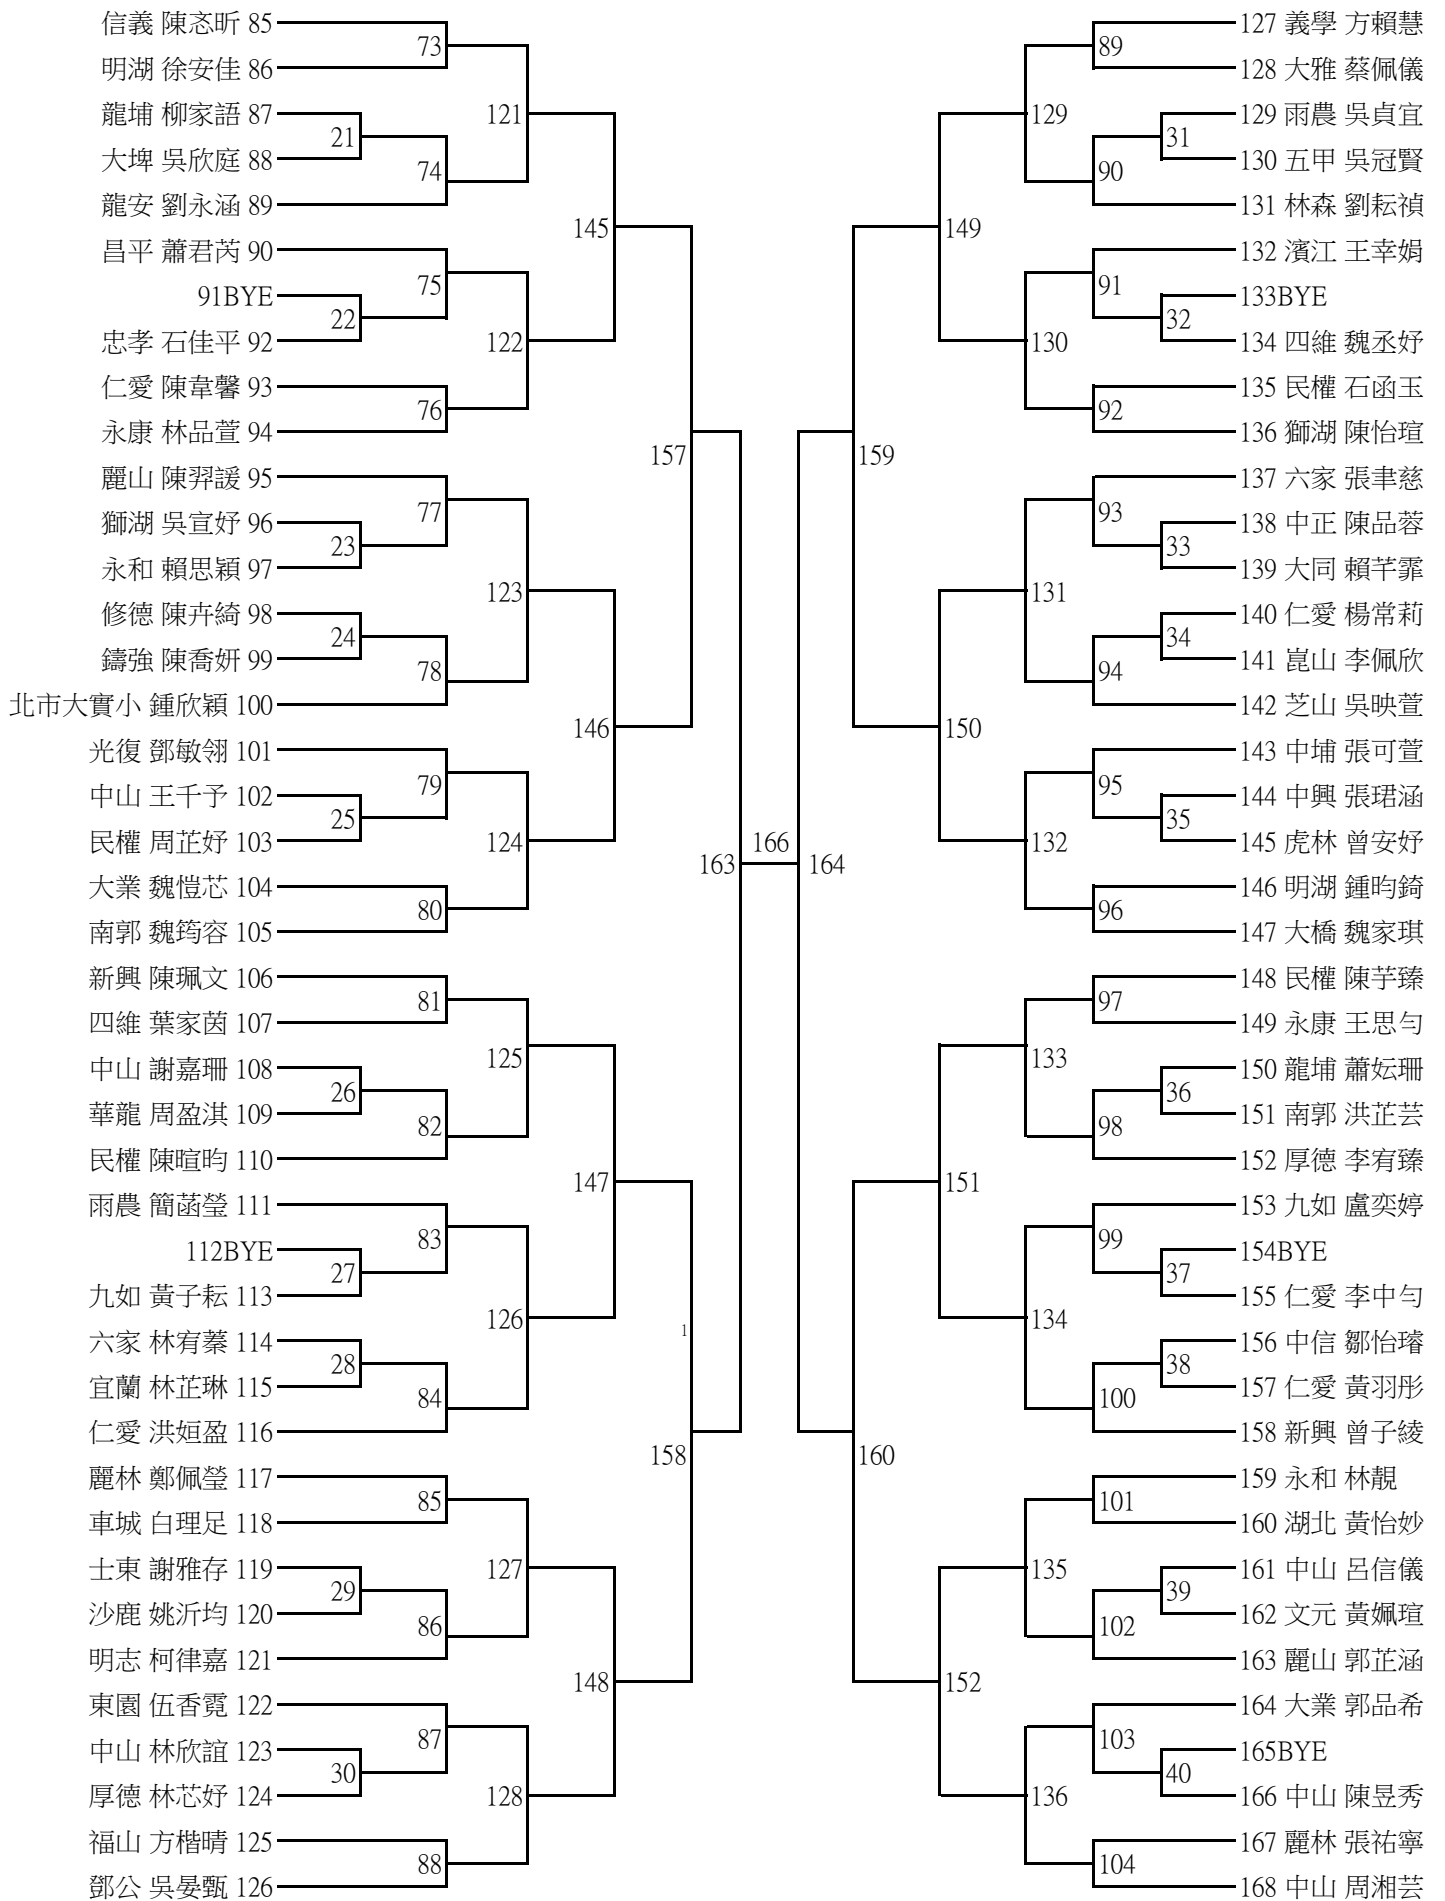 信義 陳忞昕 85
明湖 徐安佳 86
龍埔 柳家語 87
大埤 吳欣庭 88
龍安 劉永涵 89
昌平 蕭君芮 90
91BYE
忠孝 石佳平 92
仁愛 陳韋馨 93
永康 林品萱 94
麗山 陳羿諼 95
獅湖 吳宣妤 96
永和 賴思穎 97
修德 陳卉綺 98
鑄強 陳喬妍 99
北市大實小 鍾欣穎 100
光復 鄧敏翎 101
中山 王千予 102
民權 周芷妤 103
大業 魏愷芯 104
南郭 魏筠容 105
新興 陳珮文 106
四維 葉家茵 107
中山 謝嘉珊 108
華龍 周盈淇 109
民權 陳暄昀 110
雨農 簡菡瑩 111
112BYE
九如 黃子耘 113
六家 林宥蓁 114
宜蘭 林芷琳 115
仁愛 洪姮盈 116
麗林 鄭佩瑩 117
車城 白理足 118
士東 謝雅存 119
沙鹿 姚沂均 120
明志 柯律嘉 121
東園 伍香霓 122
中山 林欣誼 123
厚德 林芯妤 124
福山 方楷晴 125
鄧公 吳晏甄 126
21
22
23
24
25
26
27
28
29
30
73
74
75
76
77
78
79
80
81
82
83
84
85
86
87
88
121
122
123
124
125
126
127
128
145
146
147
148
157
1
158
163
166
164
159
160
149
150
151
152
129
130
131
132
133
134
135
136
89
90
91
92
93
94
95
96
97
98
99
100
101
102
103
104
31
32
33
34
35
36
37
38
39
40
127 義學 方賴慧
128 大雅 蔡佩儀
129 雨農 吳貞宜
130 五甲 吳冠賢
131 林森 劉耘禎
132 濱江 王幸娟
133BYE
134 四維 魏丞妤
135 民權 石函玉
136 獅湖 陳怡瑄
137 六家 張聿慈
138 中正 陳品蓉
139 大同 賴芊霏
140 仁愛 楊常莉
141 崑山 李佩欣
142 芝山 吳映萱
143 中埔 張可萱
144 中興 張珺涵
145 虎林 曾安妤
146 明湖 鍾昀錡
147 大橋 魏家琪
148 民權 陳芋臻
149 永康 王思勻
150 龍埔 蕭妘珊
151 南郭 洪芷芸
152 厚德 李宥臻
153 九如 盧奕婷
154BYE
155 仁愛 李中勻
156 中信 鄒怡璿
157 仁愛 黃羽彤
158 新興 曾子綾
159 永和 林靚
160 湖北 黃怡妙
161 中山 呂信儀
162 文元 黃姵瑄
163 麗山 郭芷涵
164 大業 郭品希
165BYE
166 中山 陳昱秀
167 麗林 張祐寧
168 中山 周湘芸